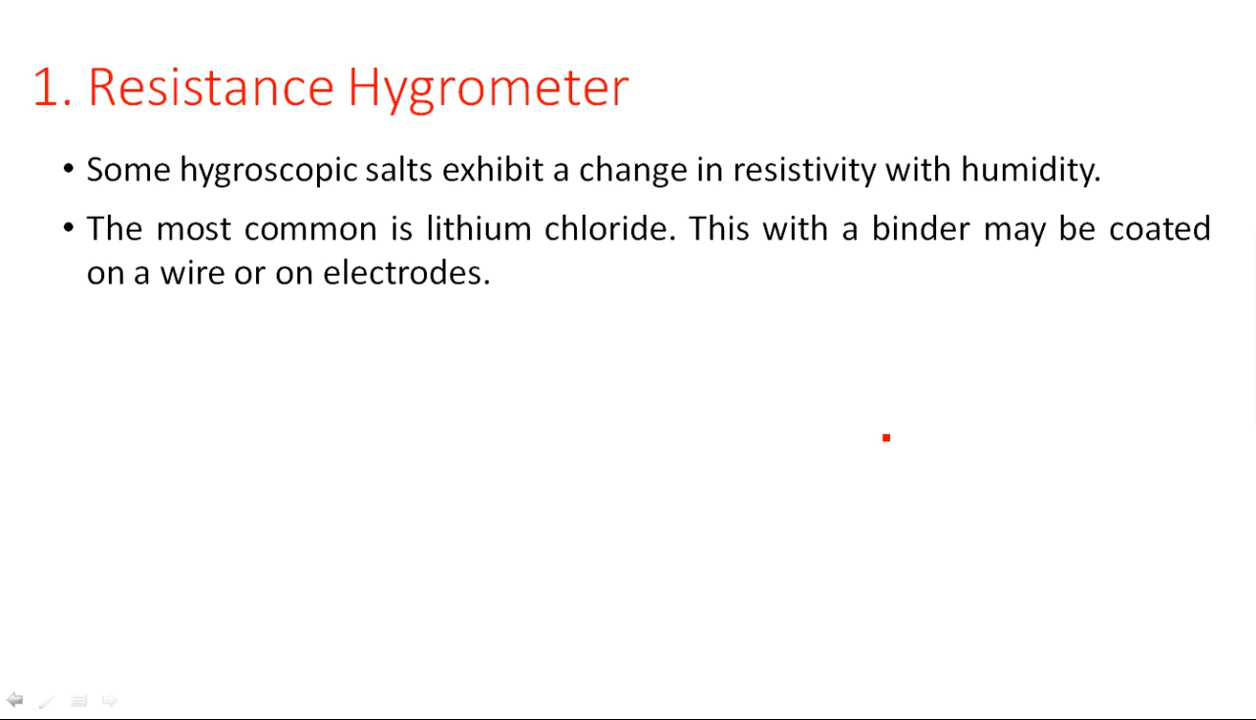 1. Resistance Hygrometer
• Some hygroscopic salts exhibit a change in resistivity with humidity.
• The most common is lithium chloride. This with a binder may be coated
on a wire or on electrodes.